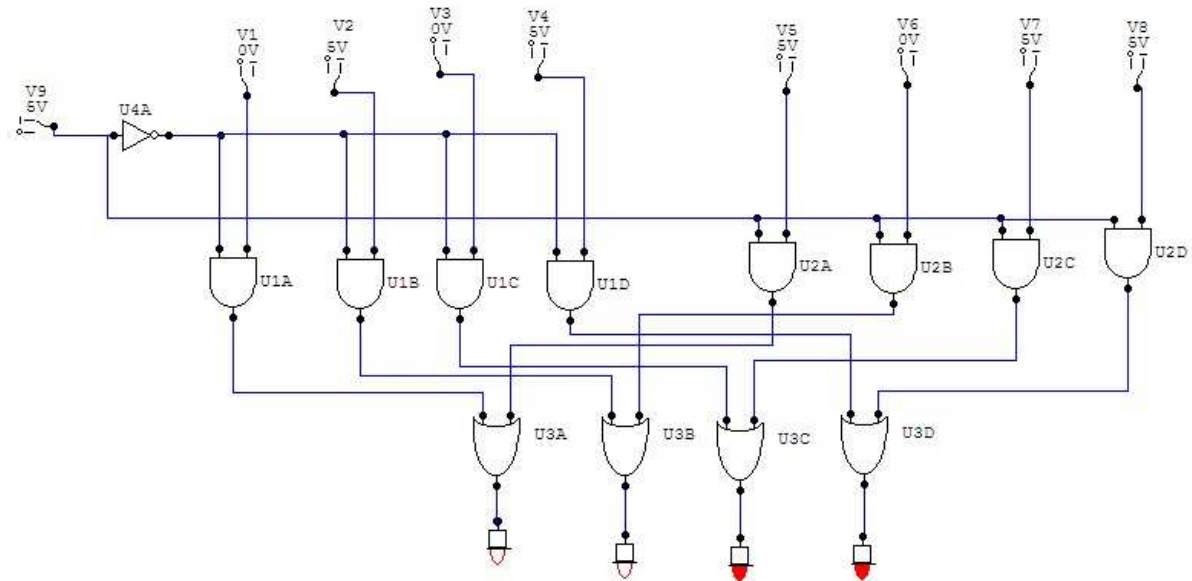 V1
0V
V2
5V
V3
0V
V4
5V
V5
5V
V6
0V
V7
5V
V8
5V
V9
5V
U4A
U1A
U1B
U1C
U1D
U2A
U2B
U2C
U2D
U3A
U3B
U3C
U3D